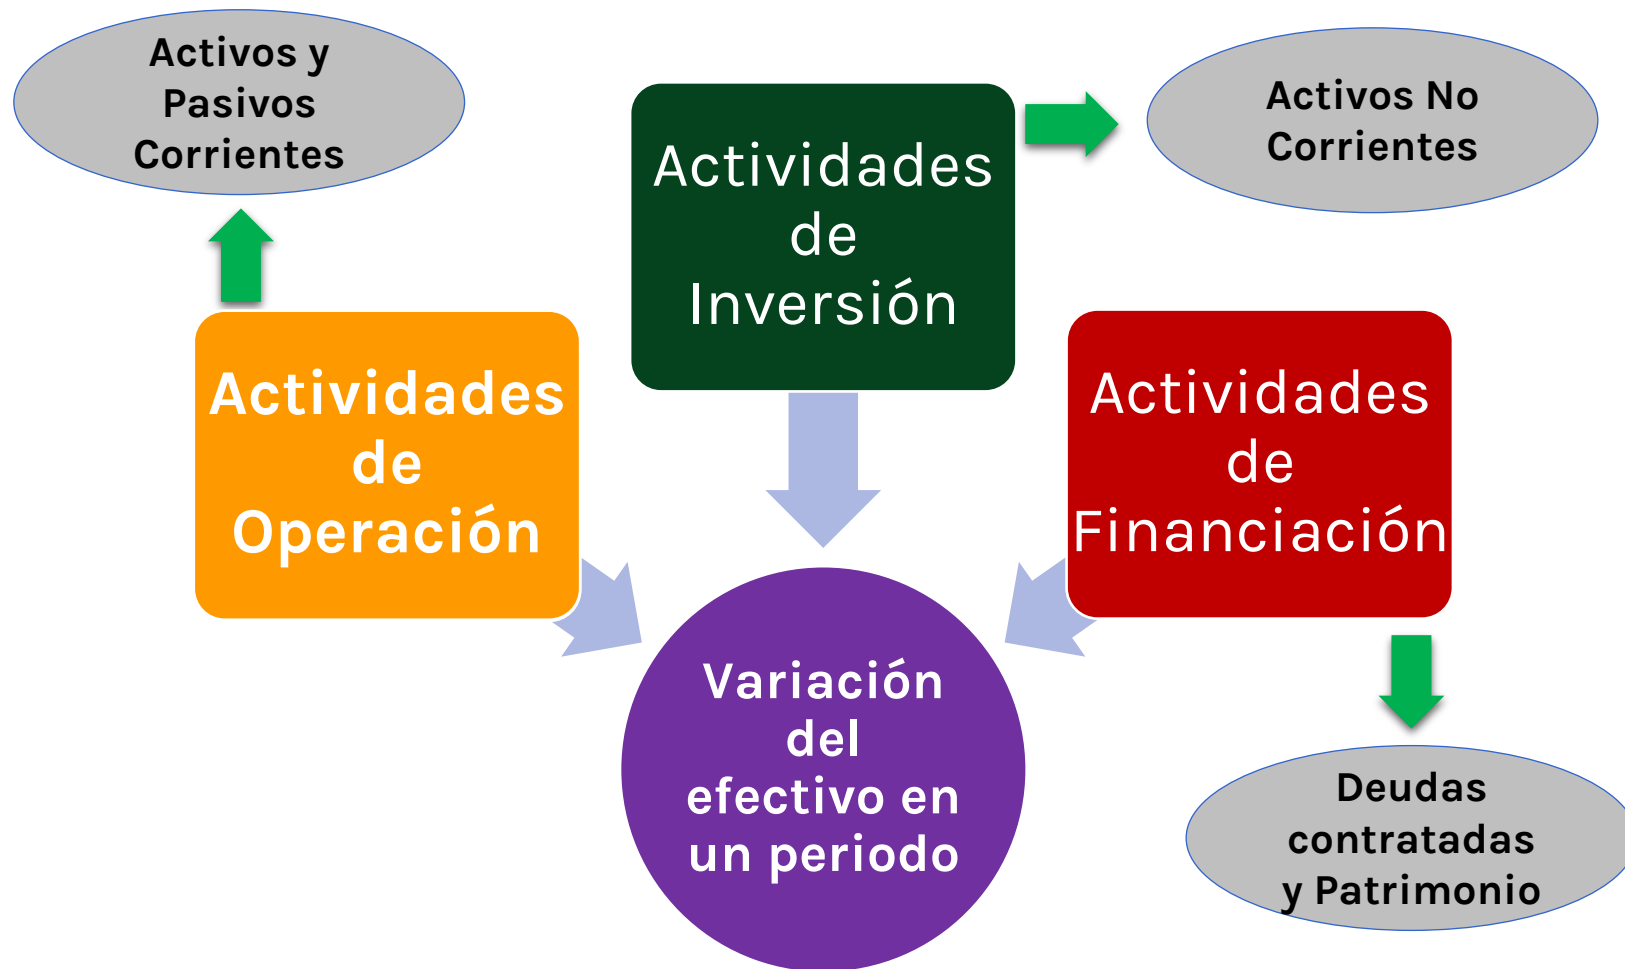 Activos y
Pasivos
Corrientes
Actividades
de
Inversión
Activos No
Corrientes
Actividades
de
Operación
Actividades
de
Financiación
Variación
del
efectivo en
un periodo
Deudas
contratadas
y Patrimonio